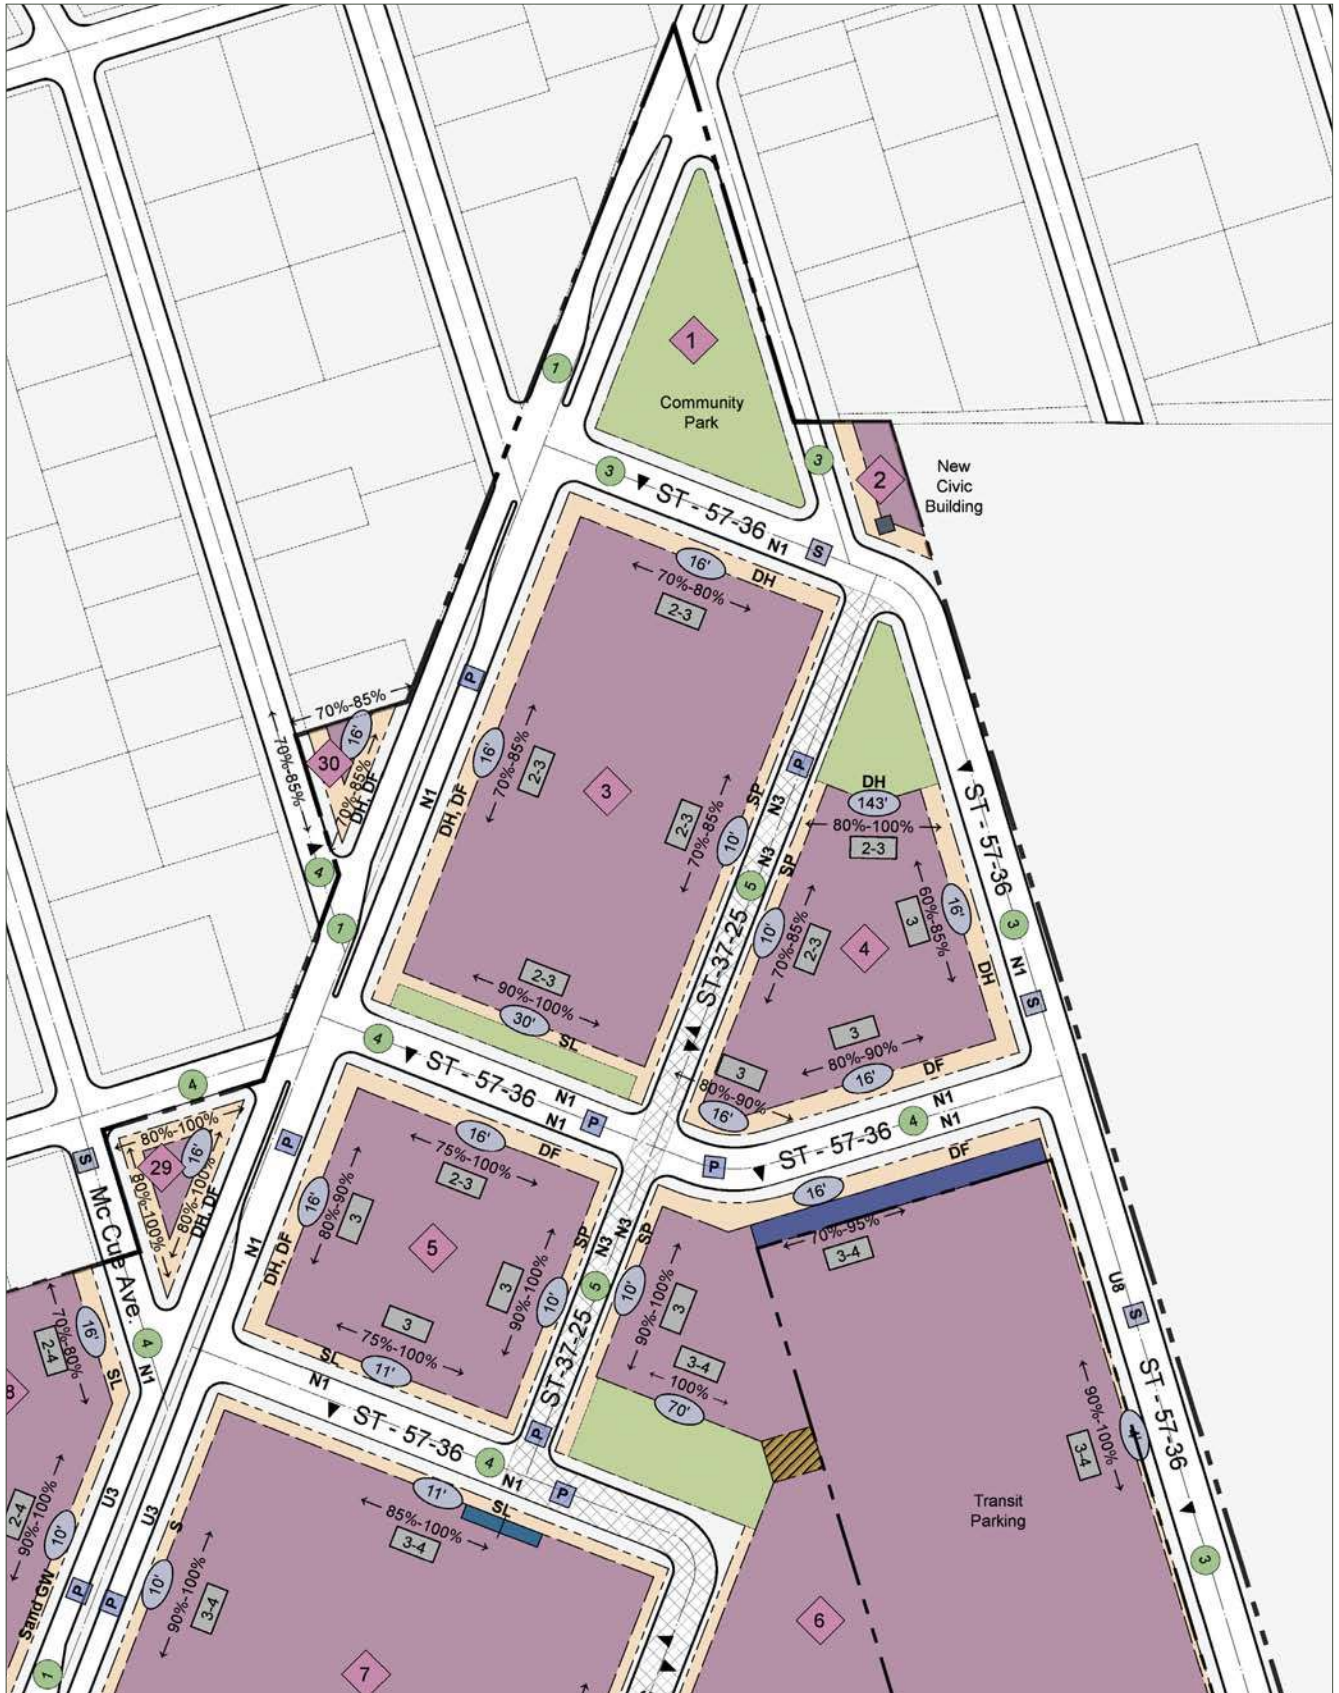 1
Community
Park
1
3
3
2
New
Civic
Building
ST - 57-36
N1
S
16'
DH
70%-80%
2-3
P
70%-85%
16'
30
70%-85%
70%-85%
DH, DF
4
1
N1
DH, DF
16'
70%-85%
2-3
3
2-3
70%-85%
10'
SP
P
N3
N3
5
ST-37-25
SP
10'
70%-85%
2-3
DH
143'
80%-100%
2-3
4
3
60%-85%
16'
DH
ST - 57-36
3
N1
S
2-3
90%-100%
30'
SL
4
ST - 57-36
N1
N1
P
3
80%-90%
16'
DF
3
80%-90%
16'
N1
4
N1
ST - 57-36
P
4
S
80%-100%
16'
29
80%-100%
80%-100%
DH, DF
Mc Cue Ave.
P
N1
DH, DF
16'
80%-90%
3
16'
75%-100%
2-3
DF
5
3
90%-100%
10'
SP
N3
N3
5
SP
ST-37-25
10'
90%-100%
3
3
75%-100%
11'
SL
N1
DF
16'
70%-95%
3-4
U8
S
ST - 57-36
3-4
90%-100%
4'
3
3-4
100%
70'
P
70%-80%
2-4
16'
SL
4
N1
8
ST - 57-36
4
N1
P
11'
SL
85%-100%
3-4
Transit
Parking
U3
U3
S
2-4
90%-100%
10'
Sand GW
P
P
10'
90%-100%
3-4
1
7
6